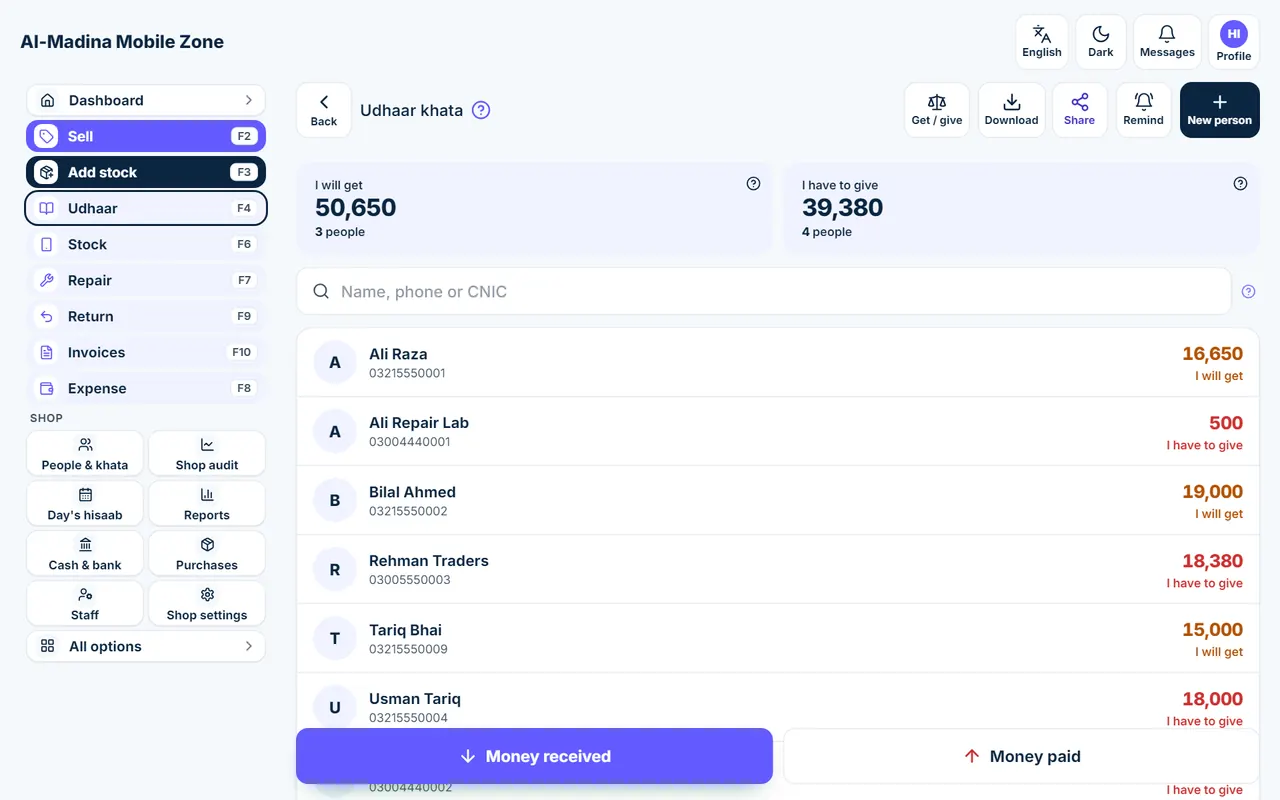 Al-Madina Mobile Zone
English
Dark
Messages
HI
Profile
Dashboard
Sell F2
Add stock F3
Udhaar F4
Stock F6
Repair F7
Return F9
Invoices F10
Expense F8
SHOP
People & khata
Shop audit
Day's hisaab
Reports
Cash & bank
Purchases
Staff
Shop settings
All options
Back
Udhaar khata
Get / give
Download
Share
Remind
New person
I will get
50,650
3 people
I have to give
39,380
4 people
Name, phone or CNIC
A
Ali Raza
03215550001
16,650
I will get
A
Ali Repair Lab
03004440001
500
I have to give
B
Bilal Ahmed
03215550002
19,000
I will get
R
Rehman Traders
03005550003
18,380
I have to give
T
Tariq Bhai
03215550009
15,000
I will get
U
Usman Tariq
03215550004
18,000
I have to give
Money received
Money paid
03004440002
I have to give